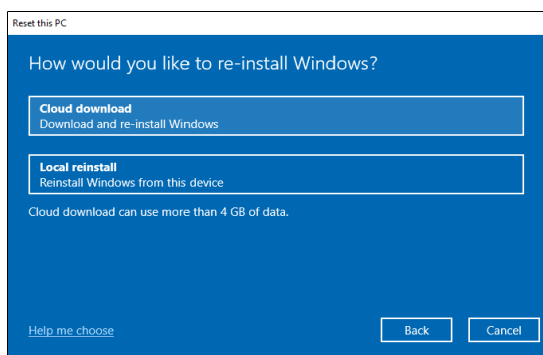 Reset this PC
How would you like to re-install Windows?
Cloud download
Download and re-install Windows
Local reinstall
Reinstall Windows from this device
Cloud download can use more than 4 GB of data.
Help me choose
Back
Cancel